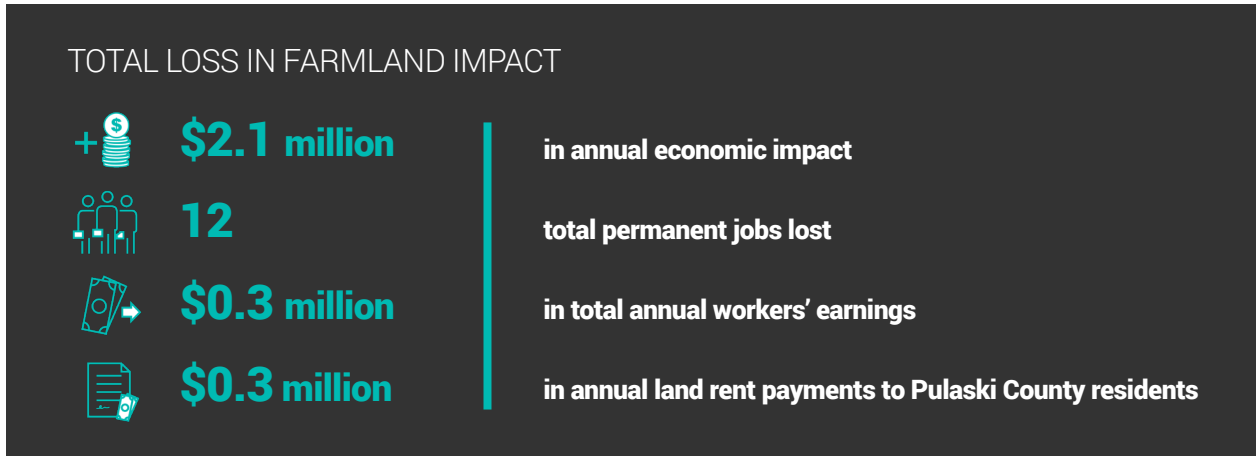 TOTAL LOSS IN FARMLAND IMPACT
+ $ $2.1 million in annual economic impact
12 total permanent jobs lost
$0.3 million in total annual workers’ earnings
$0.3 million in annual land rent payments to Pulaski County residents